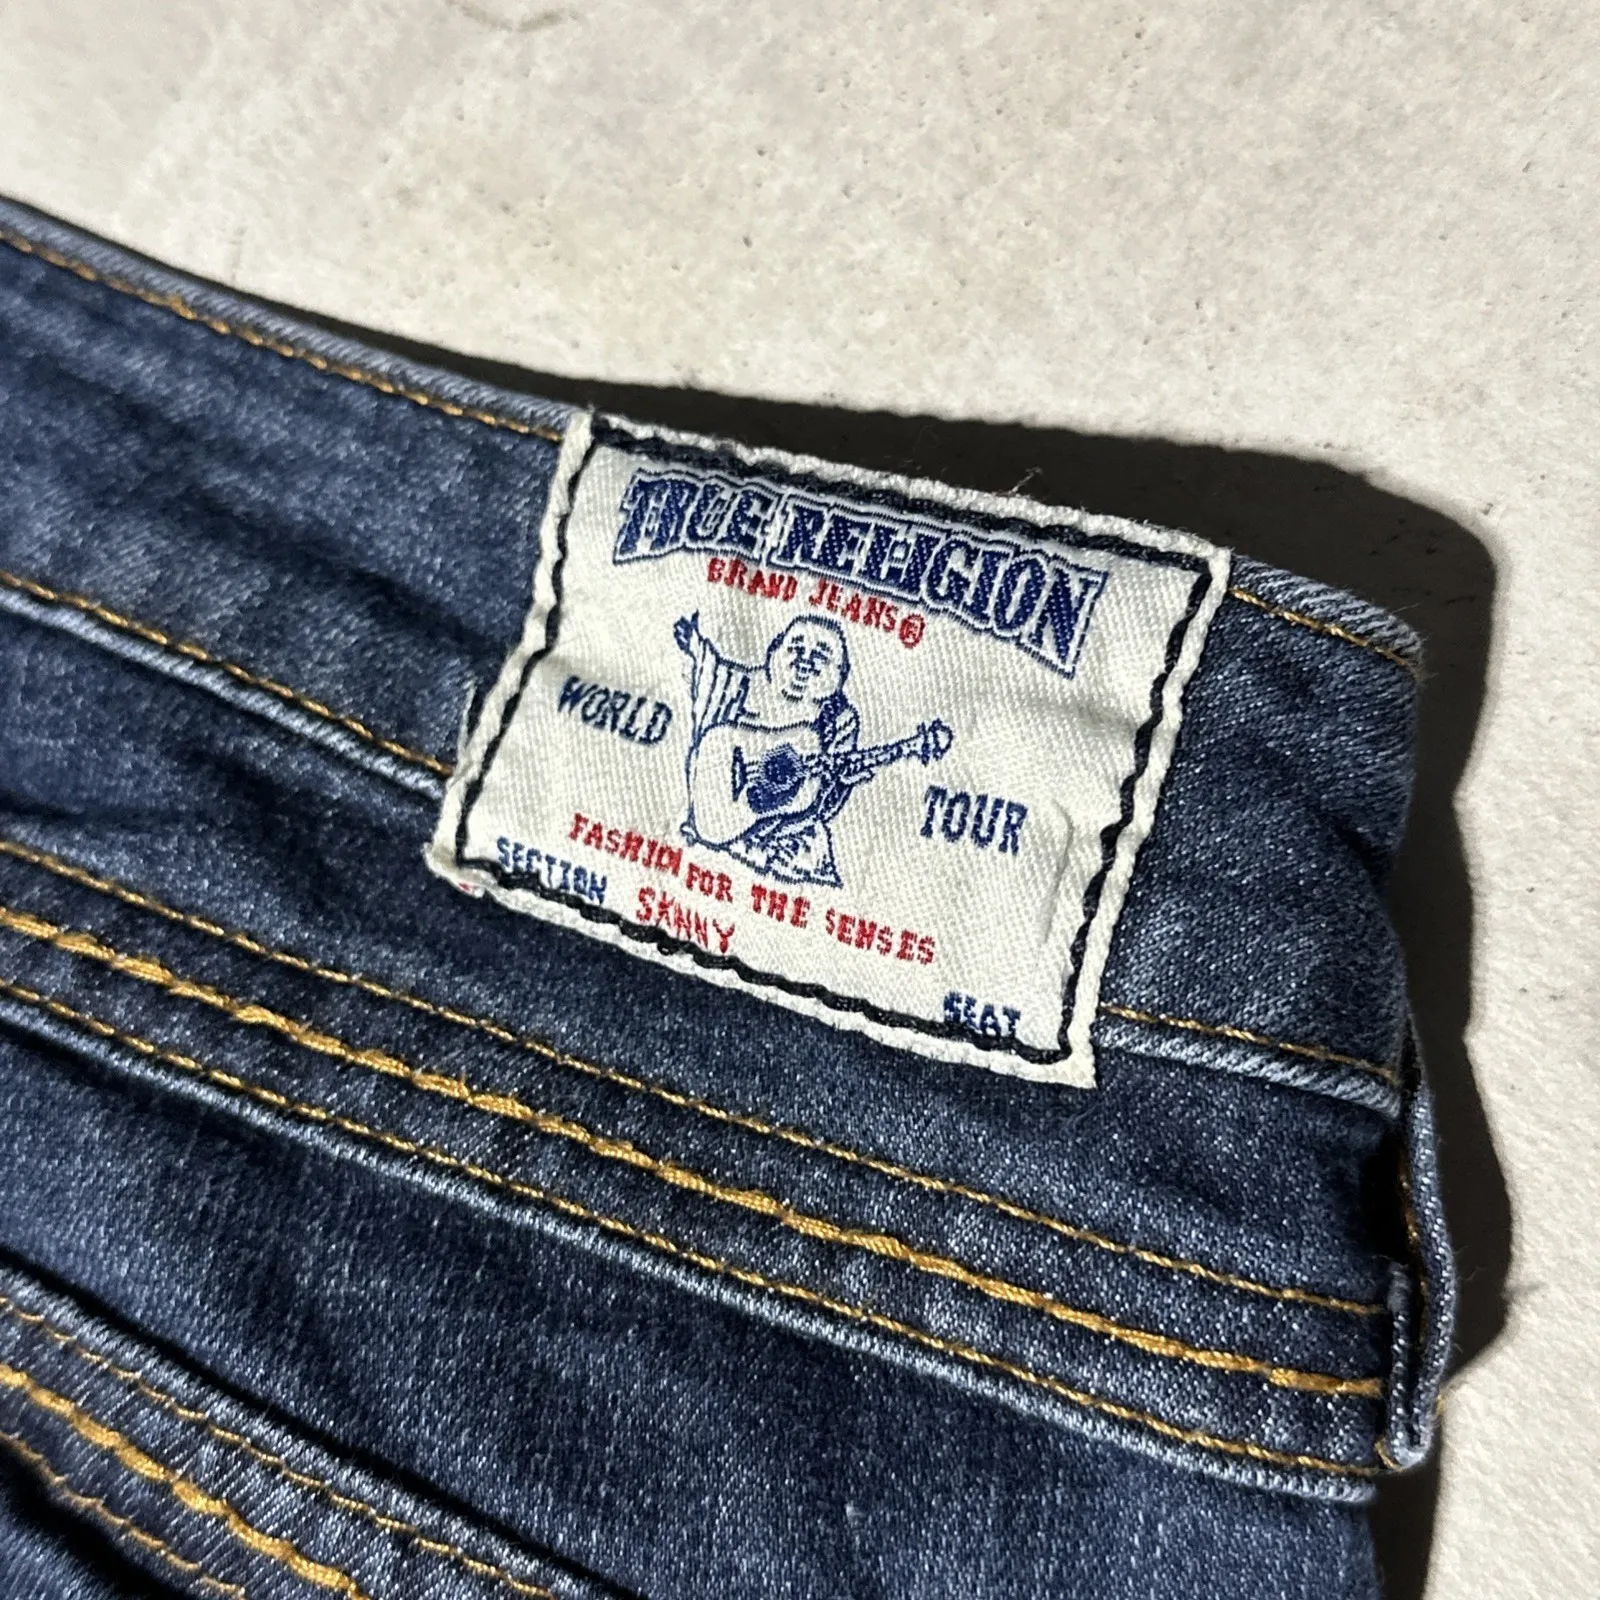 TRUE RELIGION
BRAND JEANS®
WORLD TOUR
FASHION FOR THE SENSES
SECTION SKNNY
SEAT